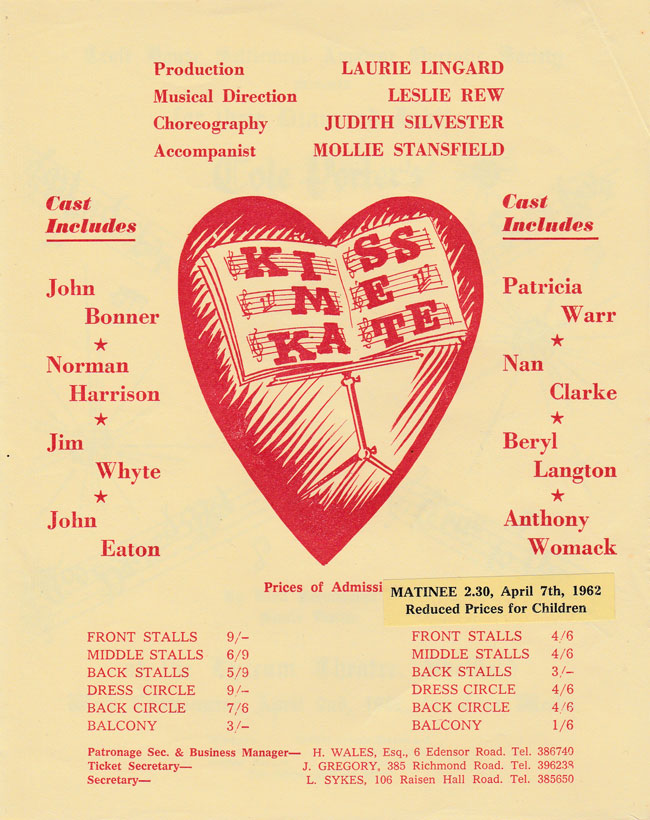 Production LAURIE LINGARD
Musical Direction LESLIE REW
Choreography JUDITH SILVESTER
Accompanist MOLLIE STANSFIELD
Cast
Includes
John
Bonner
Norman
Harrison
Jim
Whyte
John
Eaton
KISS
ME
KATE
Cast
Includes
Patricia
Warr
Nan
Clarke
Beryl
Langton
Anthony
Womack
Prices of Admissi
MATINEE 2.30, April 7th, 1962
Reduced Prices for Children
FRONT STALLS 9/–
MIDDLE STALLS 6/9
BACK STALLS 5/9
DRESS CIRCLE 9/–
BACK CIRCLE 7/6
BALCONY 3/–
FRONT STALLS 4/6
MIDDLE STALLS 4/6
BACK STALLS 3/–
DRESS CIRCLE 4/6
BACK CIRCLE 4/6
BALCONY 1/6
Patronage Sec. & Business Manager— H. WALES, Esq., 6 Edensor Road. Tel. 386740
Ticket Secretary— J. GREGORY, 385 Richmond Road. Tel. 396238
Secretary— L. SYKES, 106 Raisen Hall Road. Tel. 385650